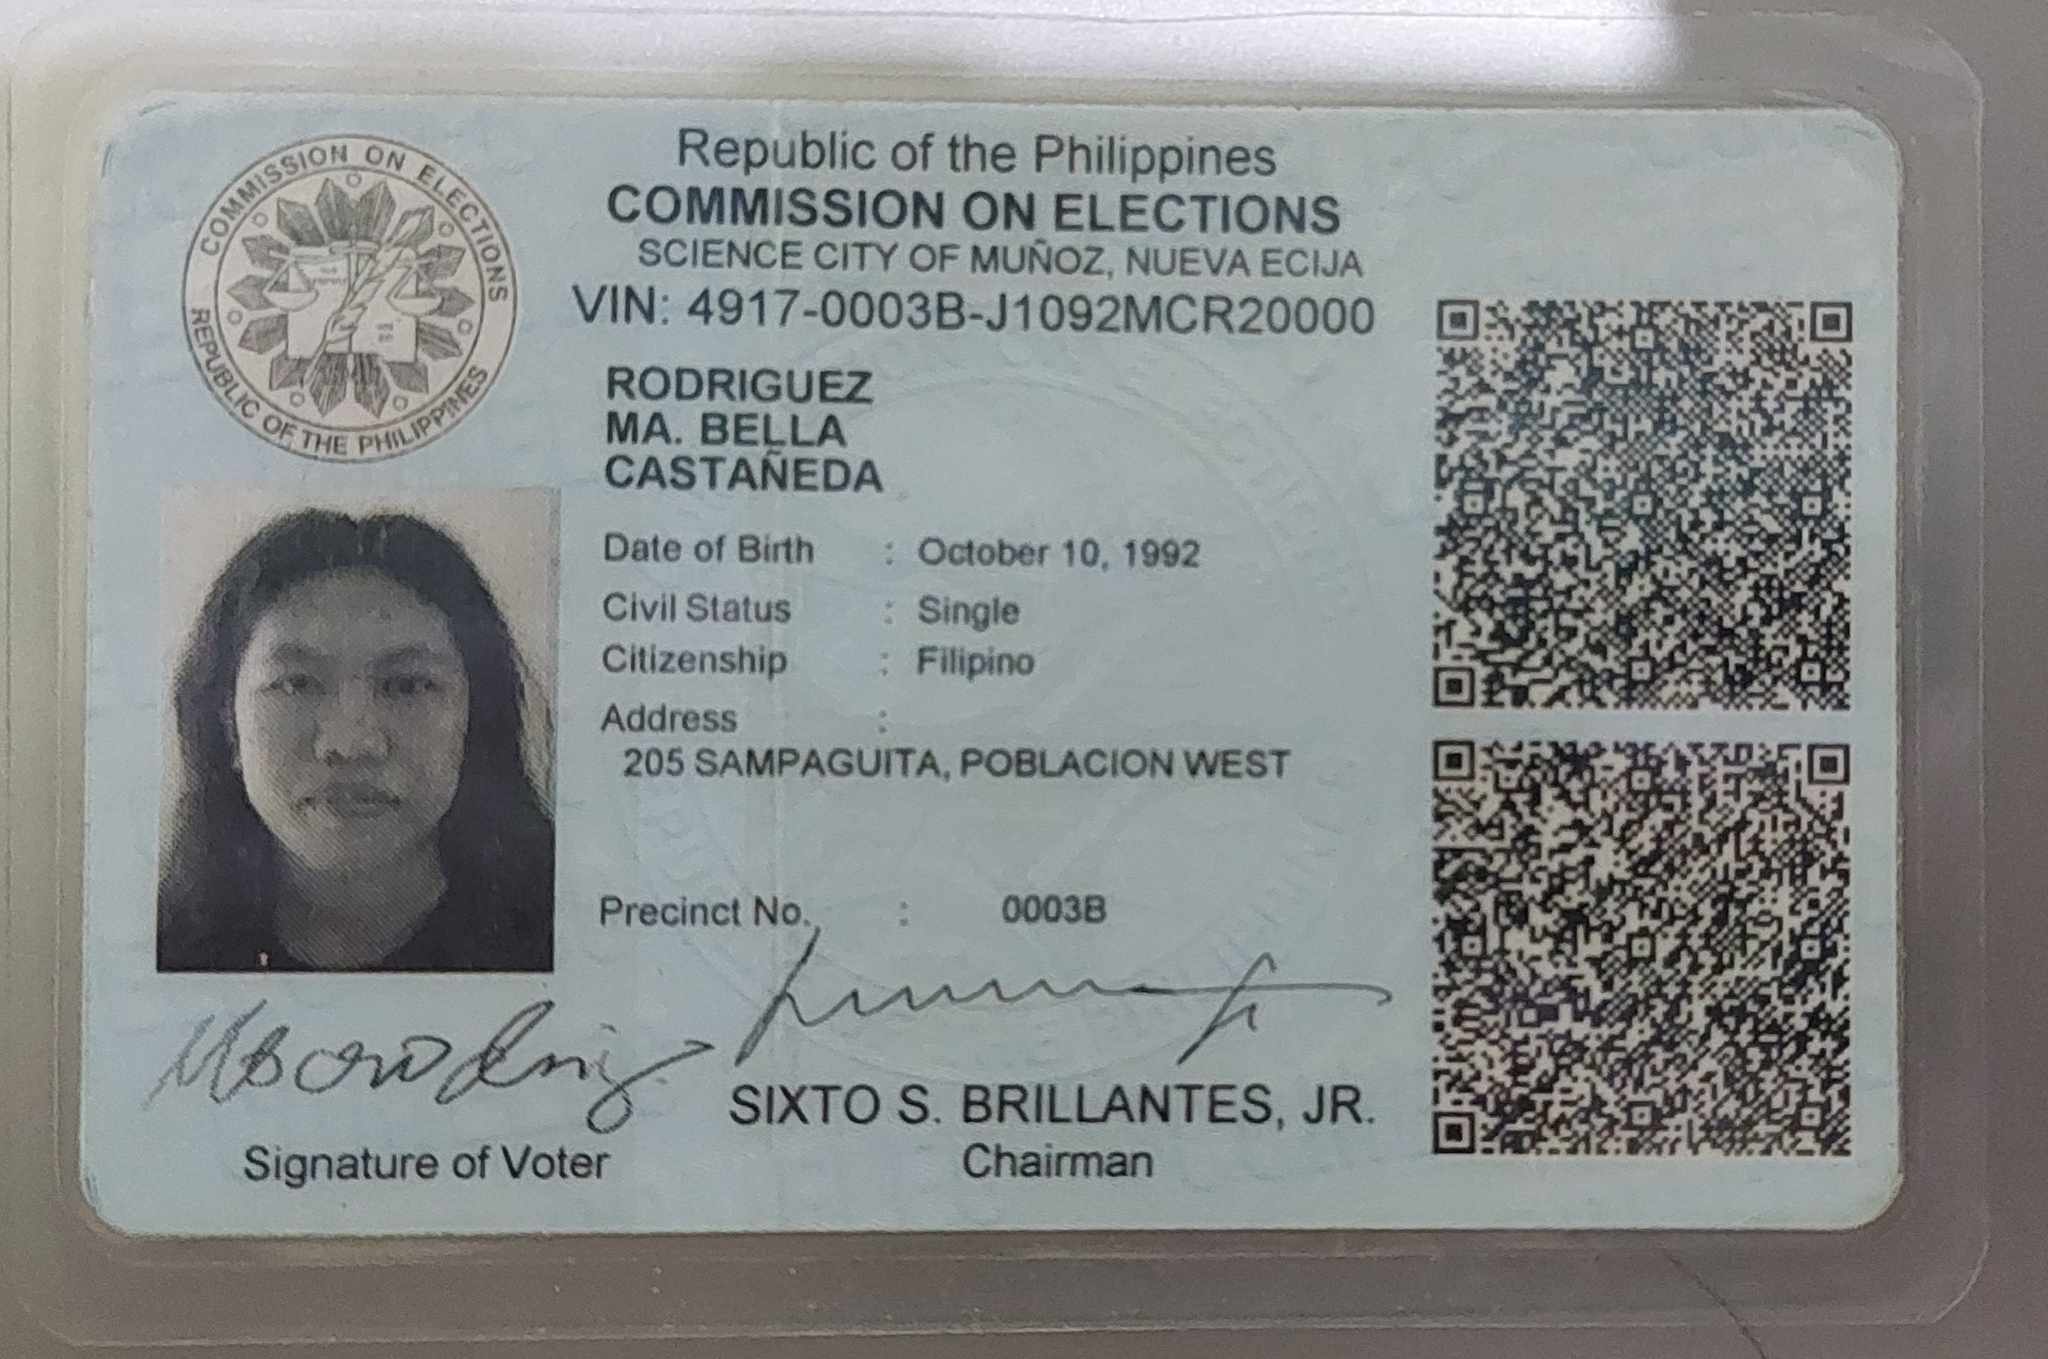 COMMISSION ON ELECTIONS
REPUBLIC OF THE PHILIPPINES
Republic of the Philippines
COMMISSION ON ELECTIONS
SCIENCE CITY OF MUÑOZ, NUEVA ECIJA
VIN: 4917-0003B-J1092MCR20000
RODRIGUEZ
MA. BELLA
CASTAÑEDA
Date of Birth : October 10, 1992
Civil Status : Single
Citizenship : Filipino
Address :
205 SAMPAGUITA, POBLACION WEST
Precinct No. : 0003B
SIXTO S. BRILLANTES, JR.
Signature of Voter
Chairman